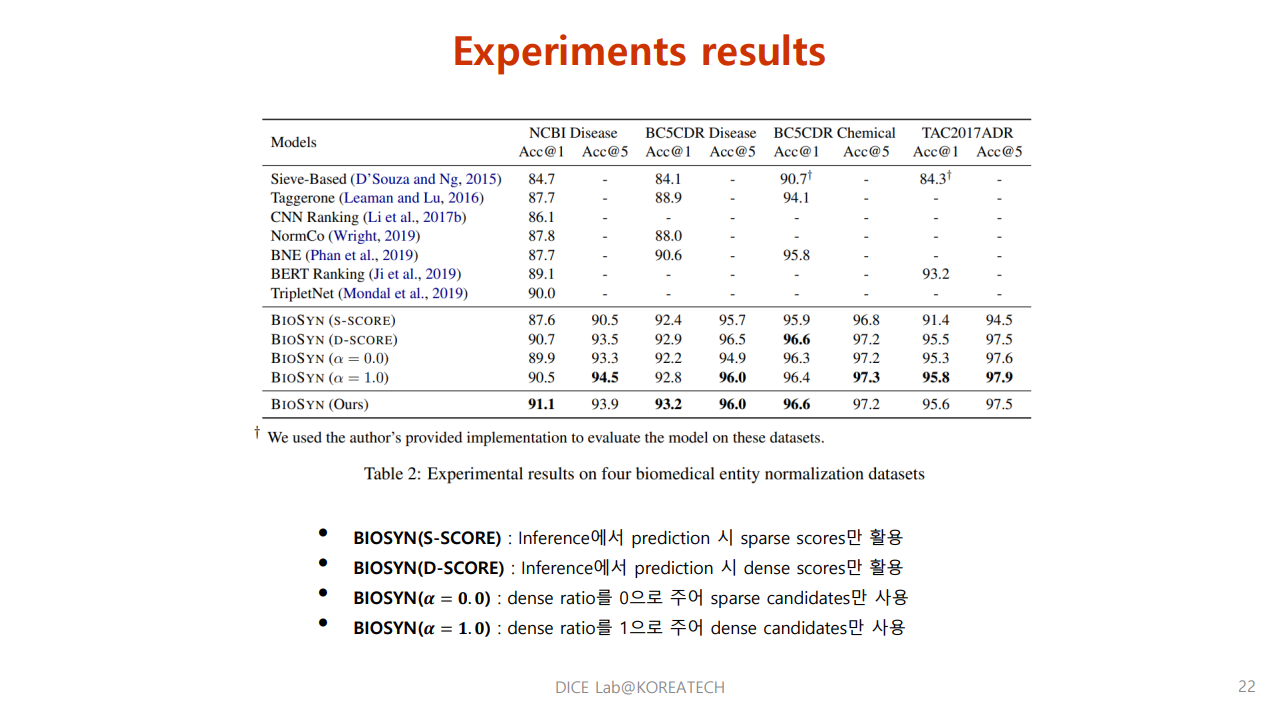 Experiments results
Models NCBI Disease BC5CDR Disease BC5CDR Chemical TAC2017ADR
Acc@1 Acc@5 Acc@1 Acc@5 Acc@1 Acc@5 Acc@1 Acc@5
Sieve-Based (D'Souza and Ng, 2015) 84.7 - 84.1 - 90.7† - 84.3† -
Taggerone (Leaman and Lu, 2016) 87.7 - 88.9 - 94.1 - - -
CNN Ranking (Li et al., 2017b) 86.1 - - - - - - -
NormCo (Wright, 2019) 87.8 - 88.0 - - - - -
BNE (Phan et al., 2019) 87.7 - 90.6 - 95.8 - - -
BERT Ranking (Ji et al., 2019) 89.1 - - - - - 93.2 -
TripletNet (Mondal et al., 2019) 90.0 - - - - - - -
BIOSYN (S-SCORE) 87.6 90.5 92.4 95.7 95.9 96.8 91.4 94.5
BIOSYN (D-SCORE) 90.7 93.5 92.9 96.5 96.6 97.2 95.5 97.5
BIOSYN (α = 0.0) 89.9 93.3 92.2 94.9 96.3 97.2 95.3 97.6
BIOSYN (α = 1.0) 90.5 94.5 92.8 96.0 96.4 97.3 95.8 97.9
BIOSYN (Ours) 91.1 93.9 93.2 96.0 96.6 97.2 95.6 97.5
† We used the author's provided implementation to evaluate the model on these datasets.
Table 2: Experimental results on four biomedical entity normalization datasets
• BIOSYN(S-SCORE) : Inference에서 prediction 시 sparse scores만 활용
• BIOSYN(D-SCORE) : Inference에서 prediction 시 dense scores만 활용
• BIOSYN(α = 0.0) : dense ratio를 0으로 주어 sparse candidates만 사용
• BIOSYN(α = 1.0) : dense ratio를 1으로 주어 dense candidates만 사용
DICE Lab@KOREATECH
22